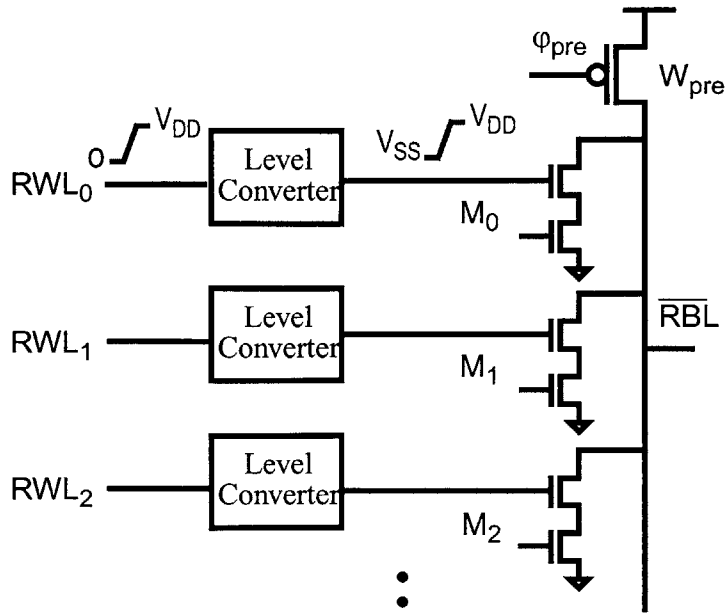 φpre
Wpre
VDD
0
VDD
VSS
Level
Converter
RWL0
M0
Level
Converter
RBL
RWL1
M1
Level
Converter
RWL2
M2